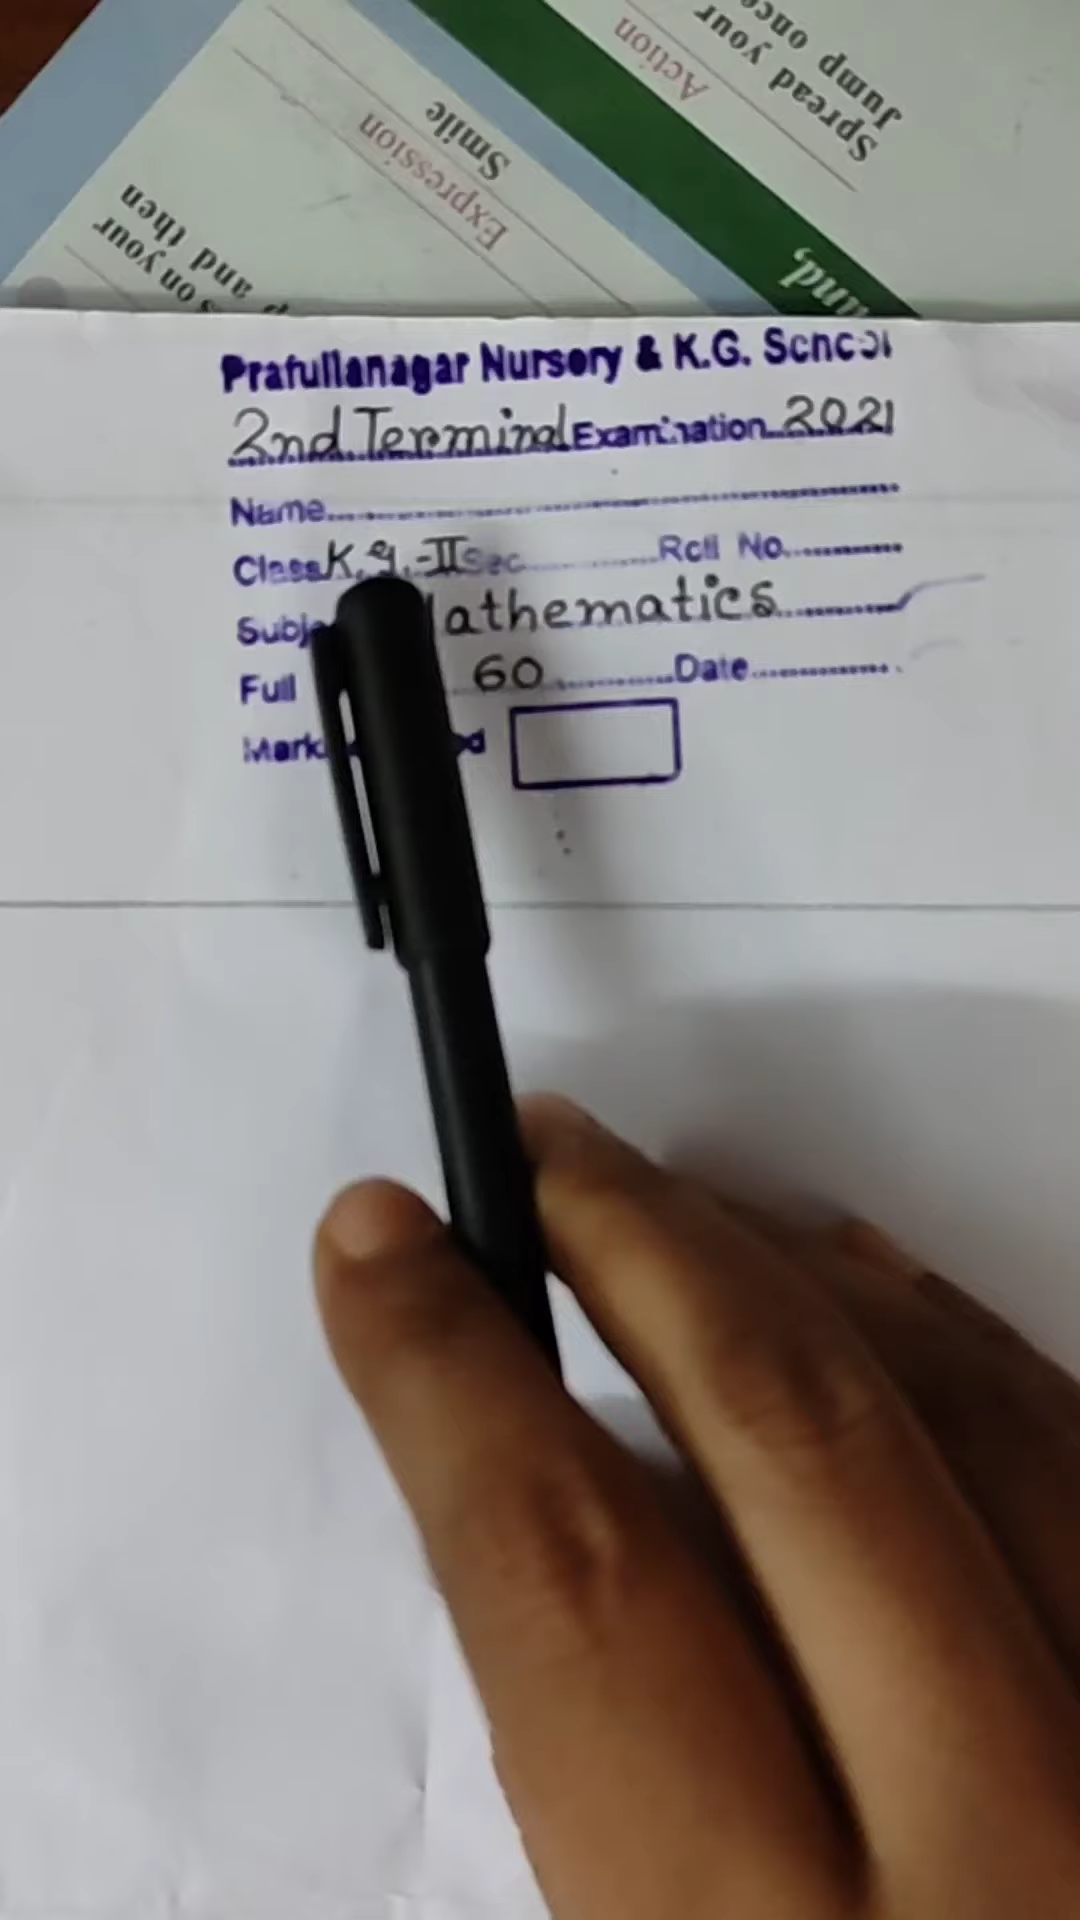 Jump once
Spread your
Action
Smile
Expression
on your
and then
Prafullanagar Nursery & K.G. School
2nd Terminal Examination 2021
Name
Class K.G.-II Sec Roll No.
Mathematics
Full 60 Date